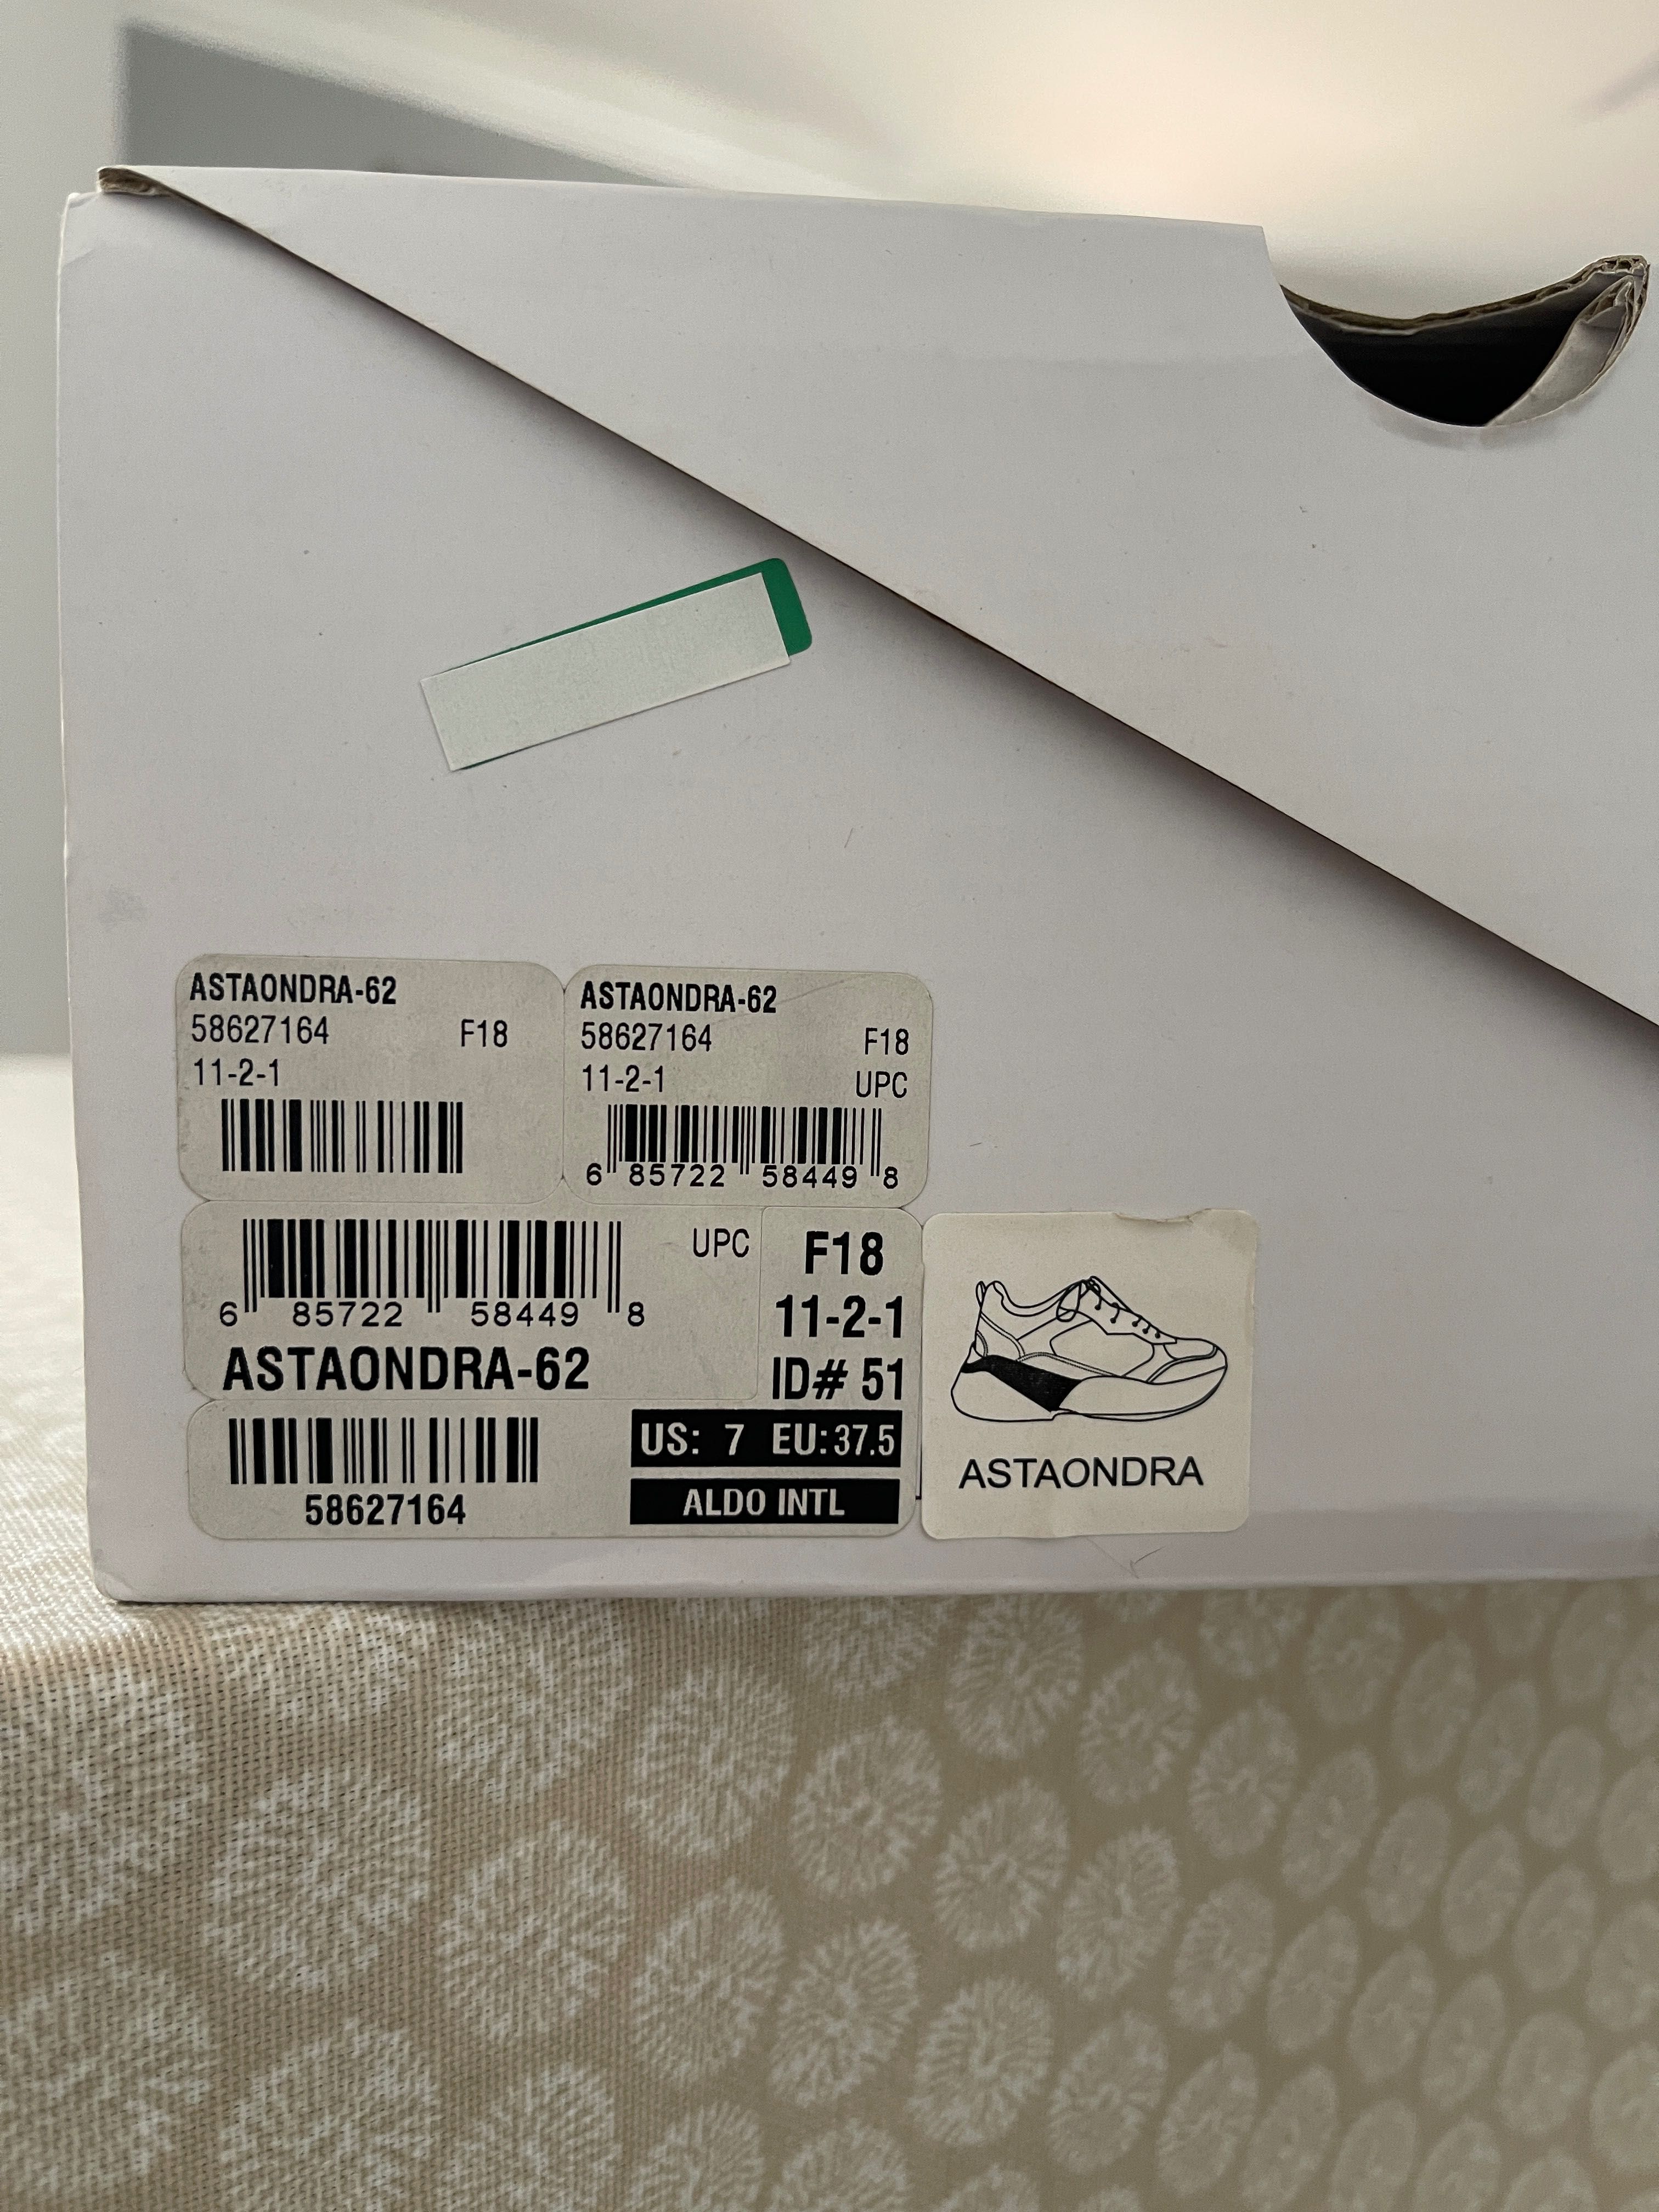 ASTAONDRA-62
58627164 F18
11-2-1
ASTAONDRA-62
58627164 F18
11-2-1 UPC
6 85722 58449 8
UPC
6 85722 58449 8
ASTAONDRA-62
F18
11-2-1
ID# 51
58627164
US: 7 EU: 37.5
ALDO INTL
ASTAONDRA